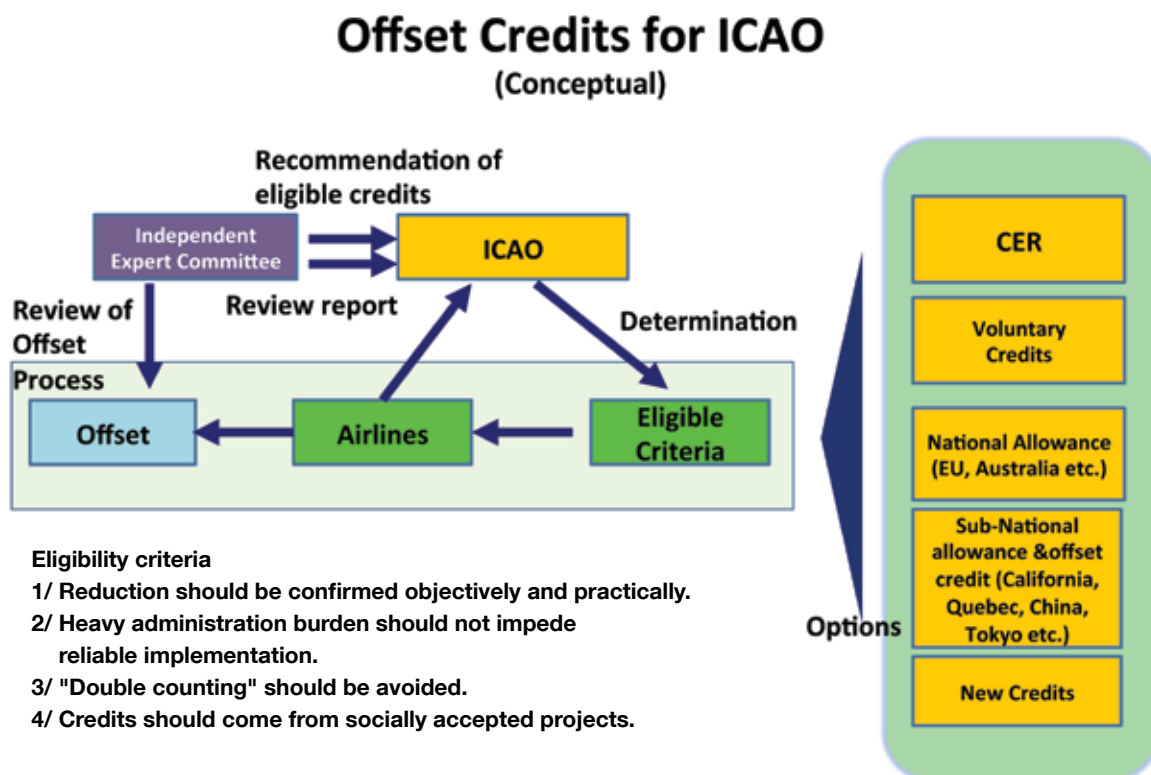 Offset Credits for ICAO
(Conceptual)
Recommendation of
eligible credits
Independent
Expert Committee
ICAO
Review report
Review of
Offset
Process
Determination
Offset
Airlines
Eligible
Criteria
Eligibility criteria
1/ Reduction should be confirmed objectively and practically.
2/ Heavy administration burden should not impede
reliable implementation.
3/ "Double counting" should be avoided.
4/ Credits should come from socially accepted projects.
Options
CER
Voluntary
Credits
National Allowance
(EU, Australia etc.)
Sub-National
allowance &offset
credit (California,
Quebec, China,
Tokyo etc.)
New Credits